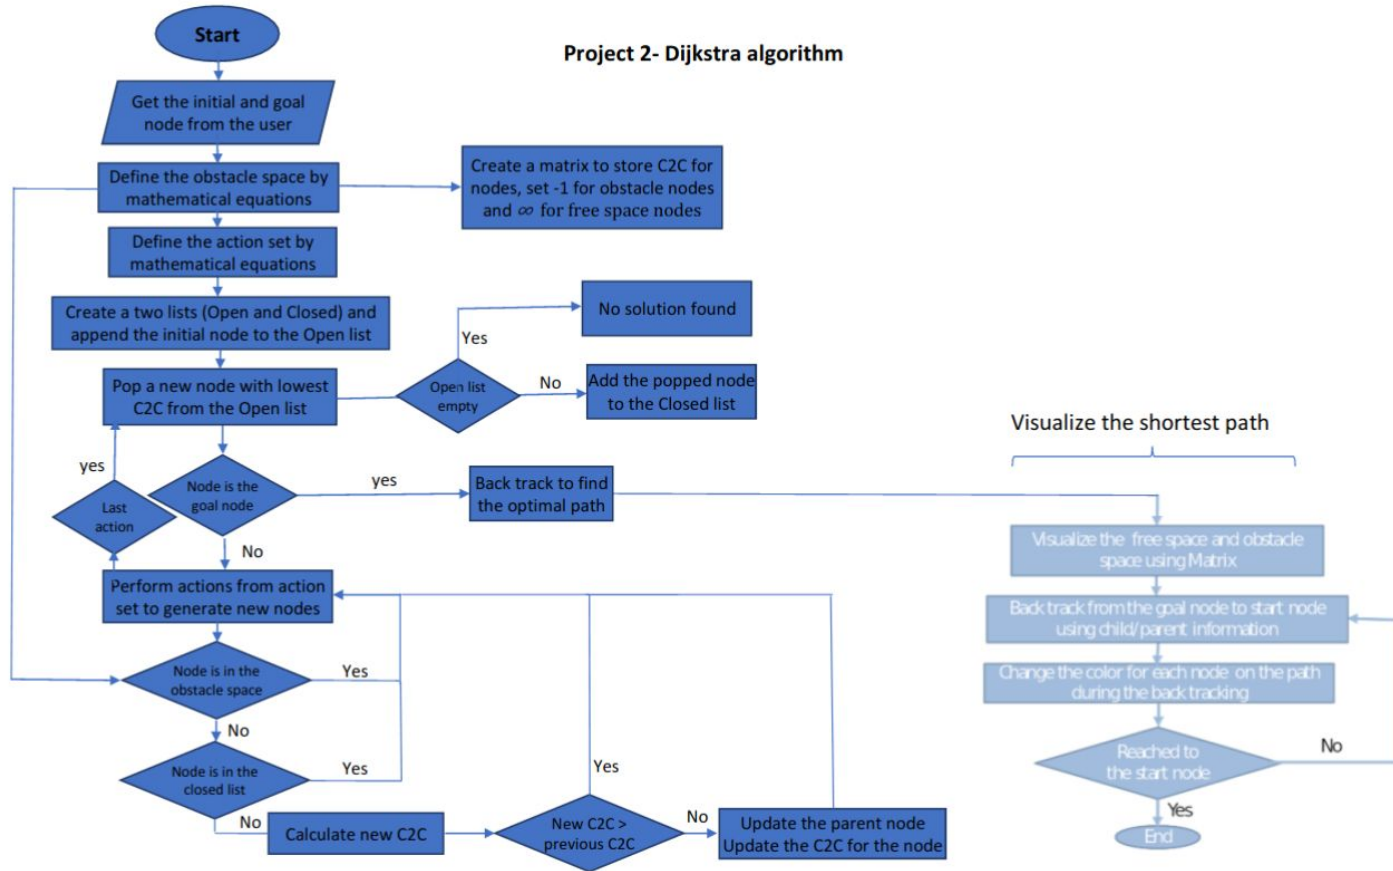 Start
Project 2- Dijkstra algorithm
Get the initial and goal
node from the user
Define the obstacle space by
mathematical equations
Create a matrix to store C2C for
nodes, set -1 for obstacle nodes
and ∞ for free space nodes
Define the action set by
mathematical equations
Create a two lists (Open and Closed) and
append the initial node to the Open list
No solution found
Yes
Pop a new node with lowest
C2C from the Open list
Open list
empty
No
Add the popped node
to the Closed list
Visualize the shortest path
yes
Last
action
Node is the
goal node
yes
Back track to find
the optimal path
No
Visualize the free space and obstacle
space using Matrix
Perform actions from action
set to generate new nodes
Back track from the goal node to start node
using child/parent information
Node is in the
obstacle space
Yes
Change the color for each node on the path
during the back tracking
No
Node is in the
closed list
Yes
Yes
Reached to
the start node
No
No
Calculate new C2C
New C2C >
previous C2C
No
Update the parent node
Update the C2C for the node
Yes
End